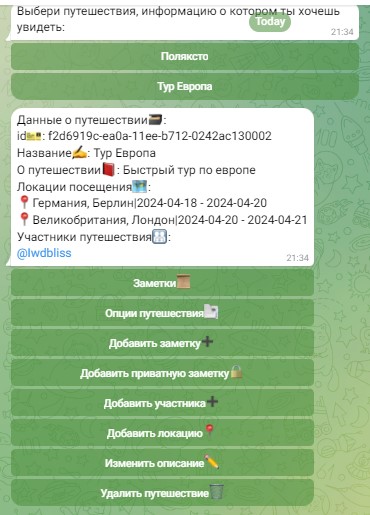 Выбери путешествия, информацию о котором ты хочешь
увидеть:
Today
21:34
Поляксто
Тур Европа
Данные о путешествии
id: f2d6919c-ea0a-11ee-b712-0242ac130002
Название: Тур Европа
О путешествии: Быстрый тур по европе
Локации посещения:
Германия, Берлин|2024-04-18 - 2024-04-20
Великобритания, Лондон|2024-04-20 - 2024-04-21
Участники путешествия:
@lwdbliss
21:34
Заметки
Опции путешествия
Добавить заметку
Добавить приватную заметку
Добавить участника
Добавить локацию
Изменить описание
Удалить путешествие